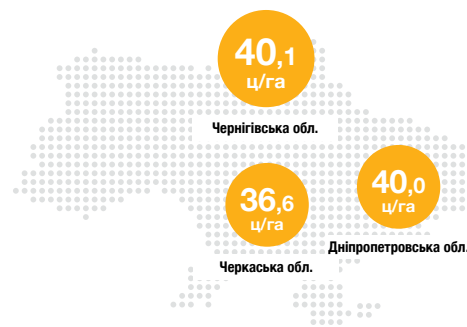 40,1
ц/га
Чернігівська обл.
36,6
ц/га
Черкаська обл.
40,0
ц/га
Дніпропетровська обл.